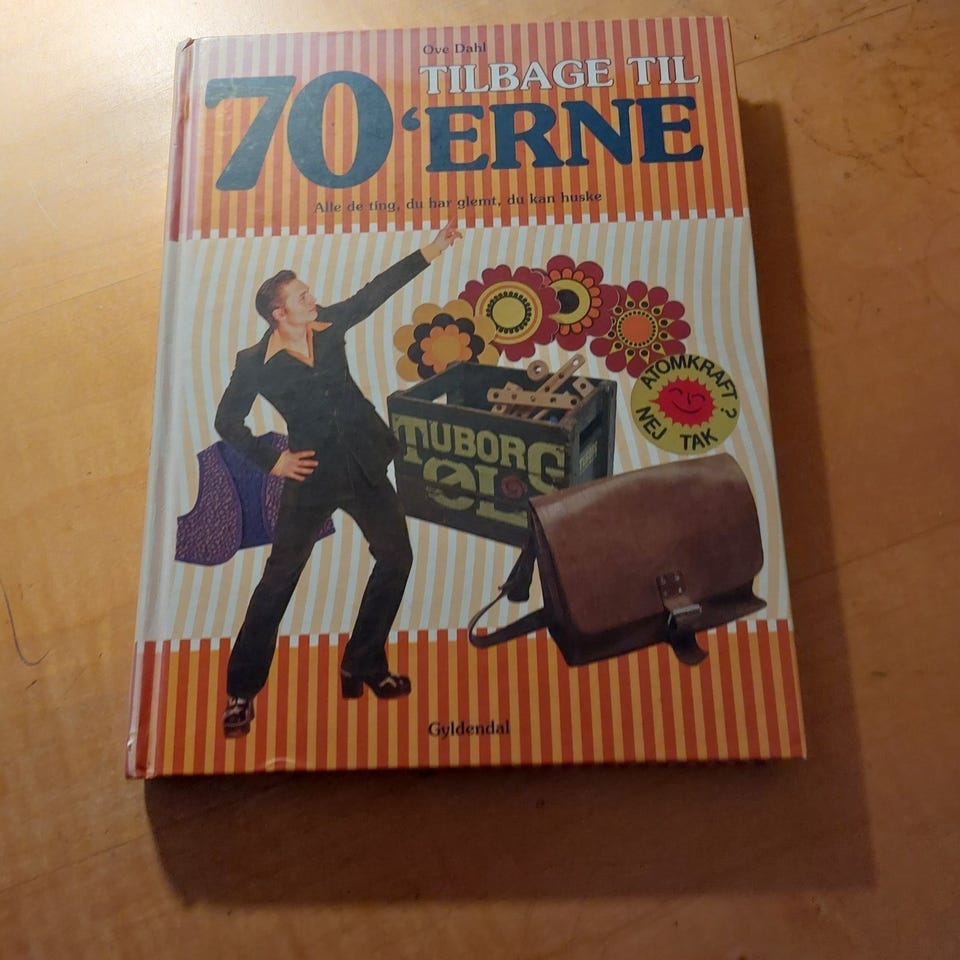 Ove Dahl
TILBAGE TIL
70'ERNE
Alle de ting, du har glemt, du kan huske
ATOMKRAFT?
NEJ TAK
TUBORG
ØL
Gyldendal